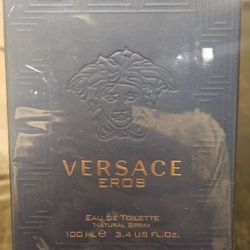 VERSACE
EROS
EAU DE TOILETTE
NATURAL SPRAY
100 ML℮ 3.4 US FL.OZ.